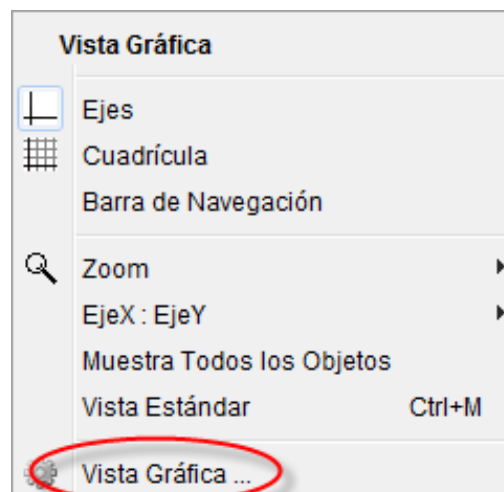 Vista Gráfica
Ejes
Cuadrícula
Barra de Navegación
Zoom
EjeX : EjeY
Muestra Todos los Objetos
Vista Estándar Ctrl+M
Vista Gráfica ...